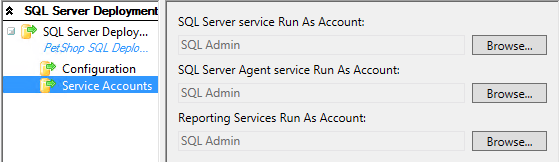 SQL Server Deployment
SQL Server Deploy...
PetShop SQL Deplo...
Configuration
Service Accounts
SQL Server service Run As Account:
SQL Admin
Browse...
SQL Server Agent service Run As Account:
SQL Admin
Browse...
Reporting Services Run As Account:
SQL Admin
Browse...